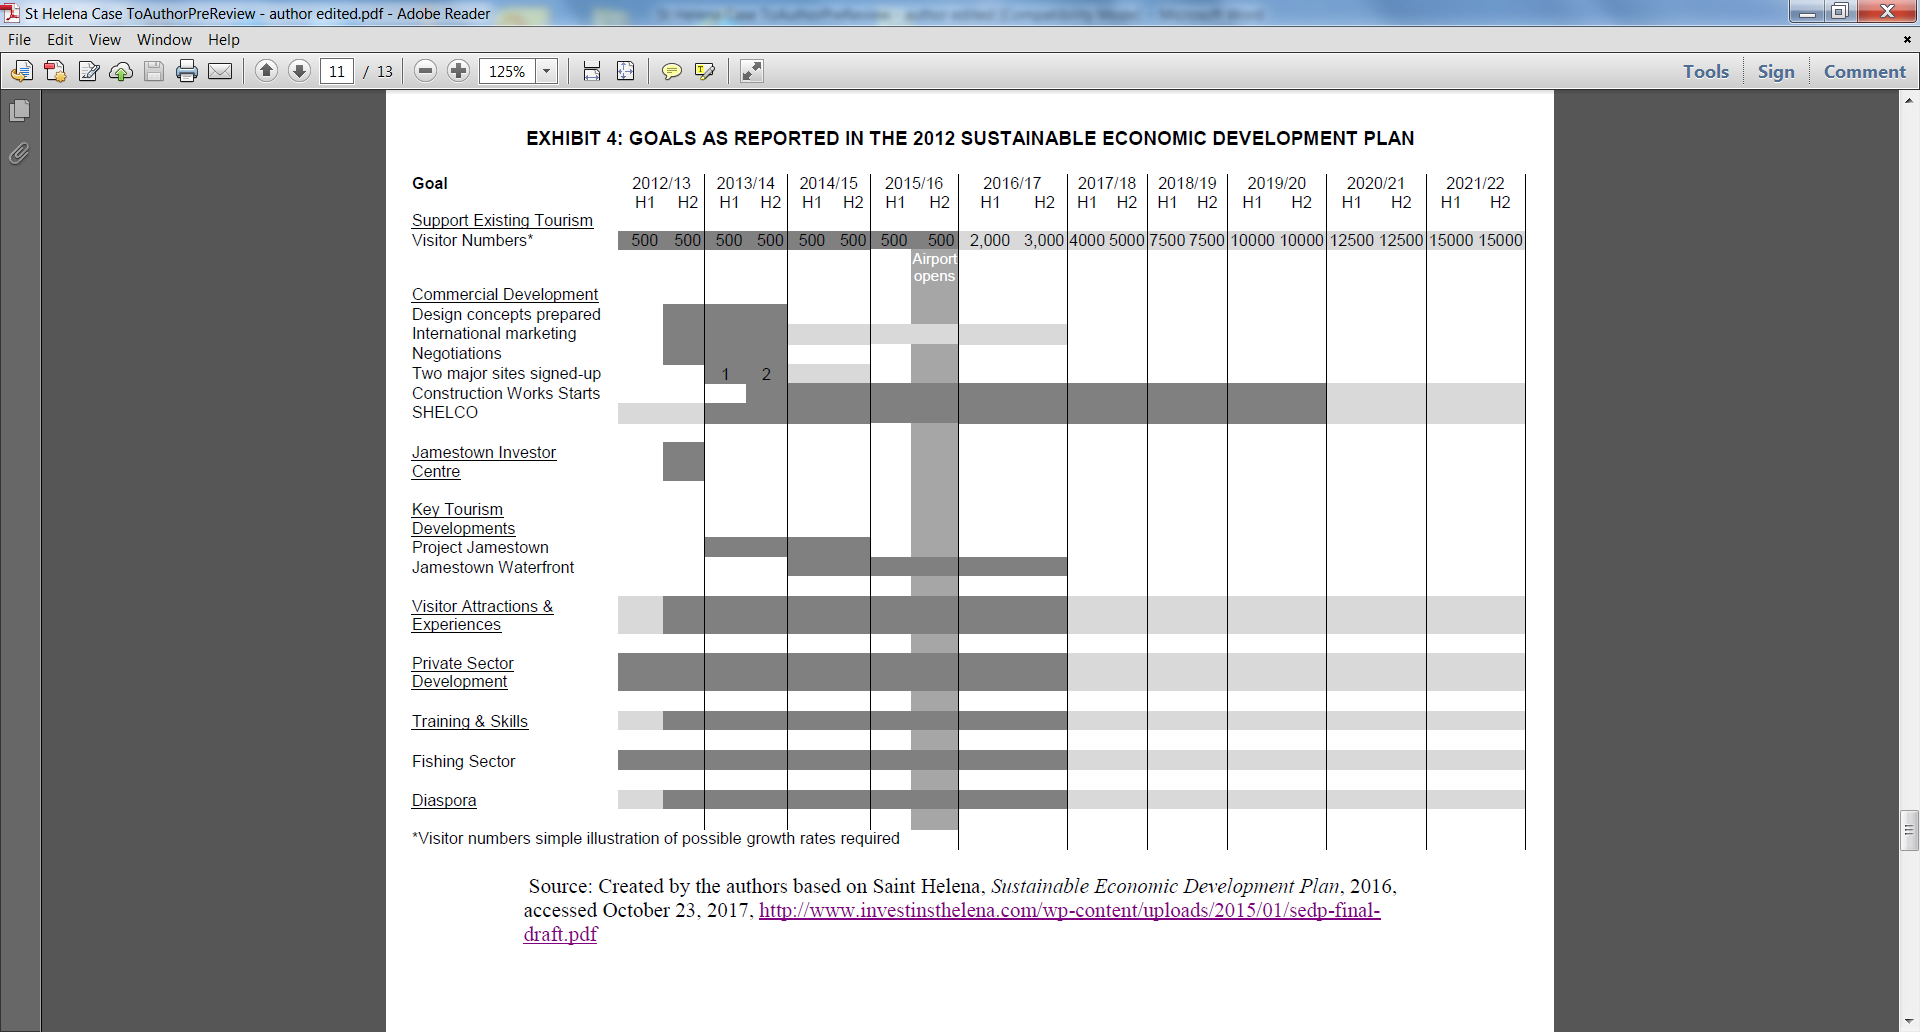 St Helena Case ToAuthorPreReview - author edited.pdf - Adobe Reader
File Edit View Window Help
11 / 13 125% Tools Sign Comment
EXHIBIT 4: GOALS AS REPORTED IN THE 2012 SUSTAINABLE ECONOMIC DEVELOPMENT PLAN
Goal 2012/13 2013/14 2014/15 2015/16 2016/17 2017/18 2018/19 2019/20 2020/21 2021/22
H1 H2 H1 H2 H1 H2 H1 H2 H1 H2 H1 H2 H1 H2 H1 H2 H1 H2 H1 H2
Support Existing Tourism
Visitor Numbers* 500 500 500 500 500 500 500 500 2,000 3,000 4000 5000 7500 7500 10000 10000 12500 12500 15000 15000
Airport
opens
Commercial Development
Design concepts prepared
International marketing
Negotiations
Two major sites signed-up 1 2
Construction Works Starts
SHELCO
Jamestown Investor
Centre
Key Tourism
Developments
Project Jamestown
Jamestown Waterfront
Visitor Attractions &
Experiences
Private Sector
Development
Training & Skills
Fishing Sector
Diaspora
*Visitor numbers simple illustration of possible growth rates required
Source: Created by the authors based on Saint Helena, Sustainable Economic Development Plan, 2016,
accessed October 23, 2017, http://www.investinsthelena.com/wp-content/uploads/2015/01/sedp-final-
draft.pdf